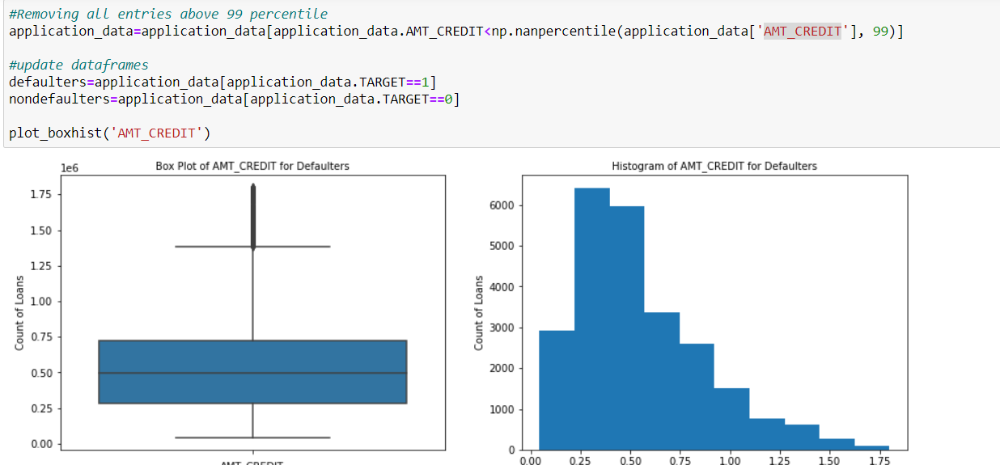 #Removing all entries above 99 percentile
application_data=application_data[application_data.AMT_CREDIT<np.nanpercentile(application_data['AMT_CREDIT'], 99)]
#update dataframes
defaulters=application_data[application_data.TARGET==1]
nondefaulters=application_data[application_data.TARGET==0]
plot_boxhist('AMT_CREDIT')
1e6
Box Plot of AMT_CREDIT for Defaulters
1.75
1.50
1.25
1.00
0.75
0.50
0.25
0.00
Count of Loans
AMT_CREDIT
Histogram of AMT_CREDIT for Defaulters
6000
5000
4000
3000
2000
1000
0
Count of Loans
0.00 0.25 0.50 0.75 1.00 1.25 1.50 1.75